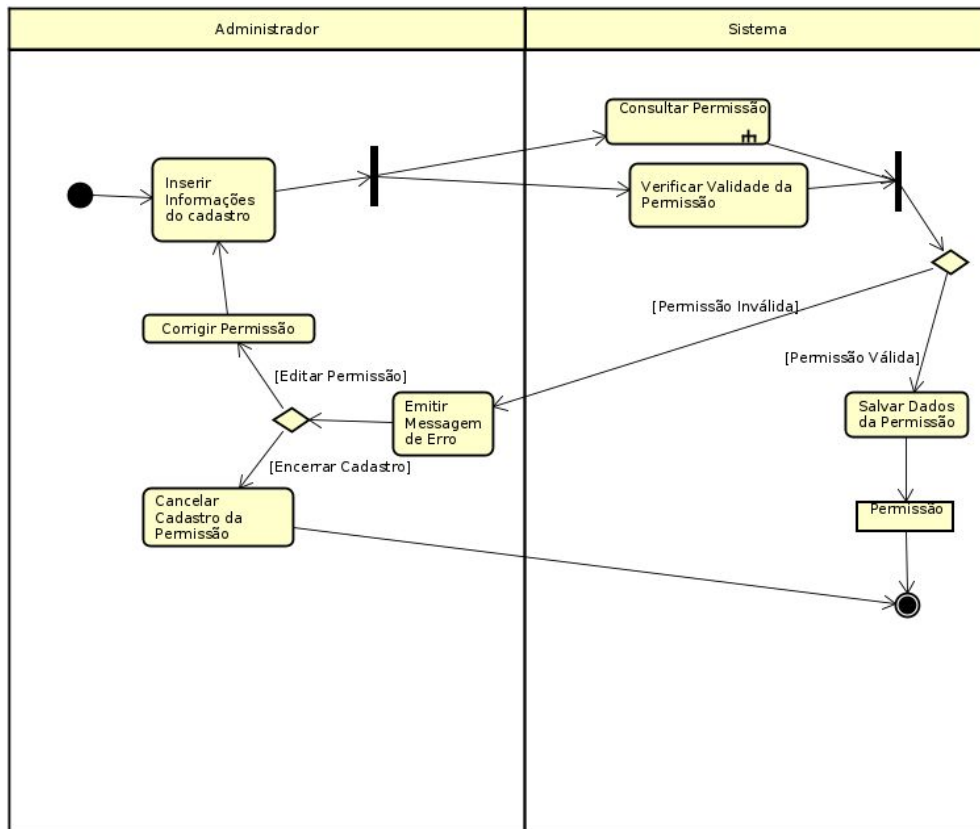 Administrador
Sistema
Consultar Permissão
Inserir
Informações
do cadastro
Verificar Validade da
Permissão
[Permissão Inválida]
Corrigir Permissão
[Permissão Válida]
[Editar Permissão]
Emitir
Messagem
de Erro
Salvar Dados
da Permissão
[Encerrar Cadastro]
Cancelar
Cadastro da
Permissão
Permissão